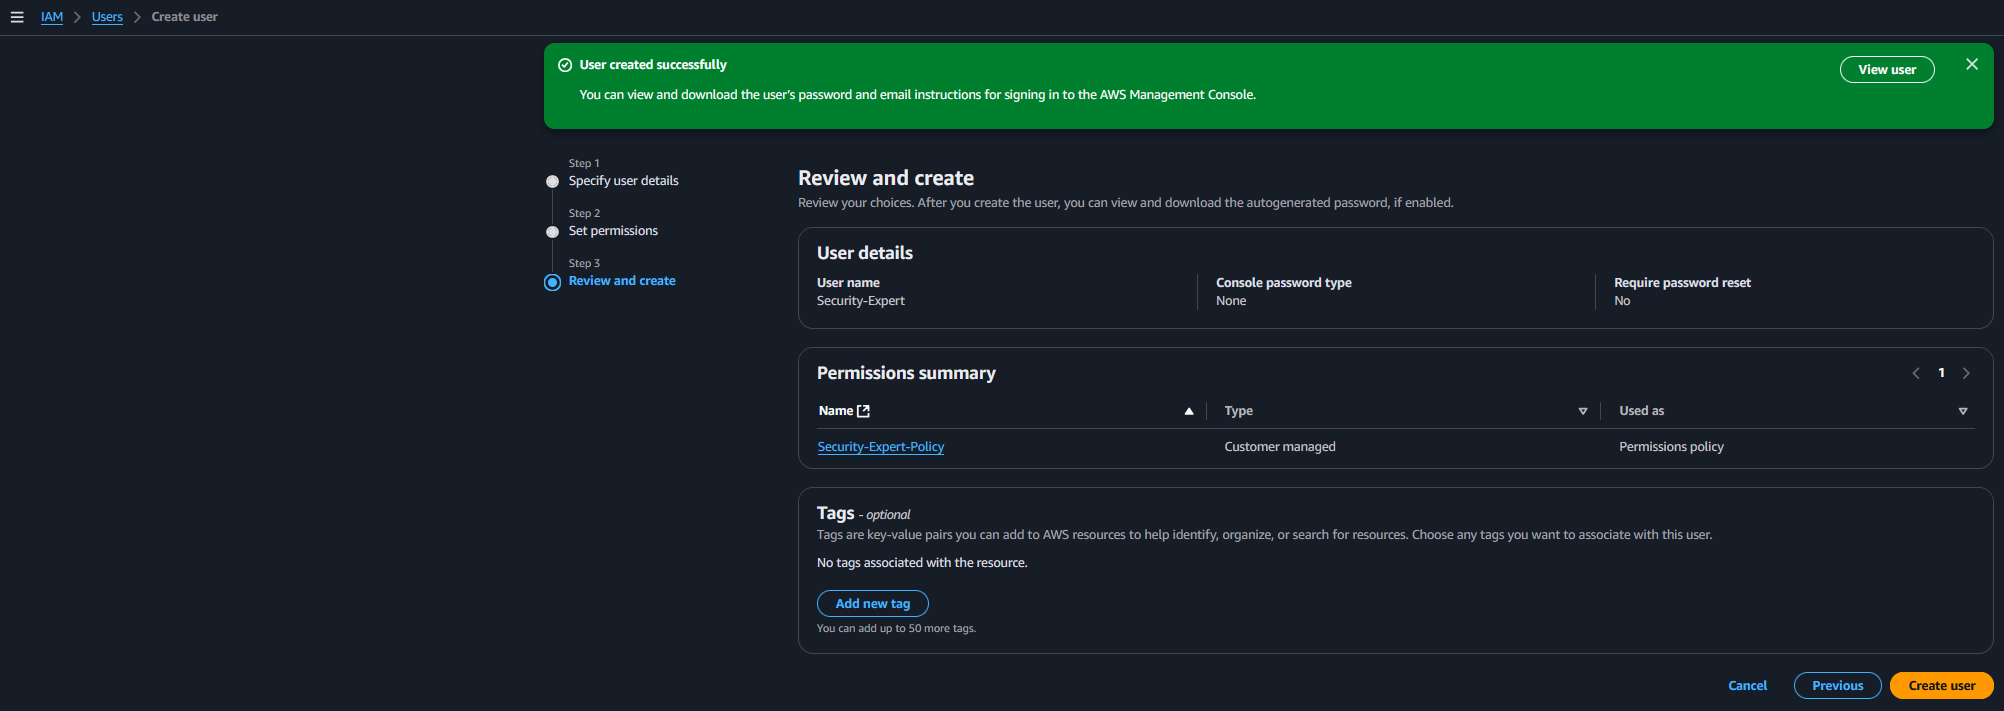 IAM > Users > Create user
User created successfully
View user
You can view and download the user's password and email instructions for signing in to the AWS Management Console.
Step 1
Specify user details
Step 2
Set permissions
Step 3
Review and create
Review and create
Review your choices. After you create the user, you can view and download the autogenerated password, if enabled.
User details
User name
Security-Expert
Console password type
None
Require password reset
No
Permissions summary
1
Name Type Used as
Security-Expert-Policy Customer managed Permissions policy
Tags - optional
Tags are key-value pairs you can add to AWS resources to help identify, organize, or search for resources. Choose any tags you want to associate with this user.
No tags associated with the resource.
Add new tag
You can add up to 50 more tags.
Cancel Previous Create user